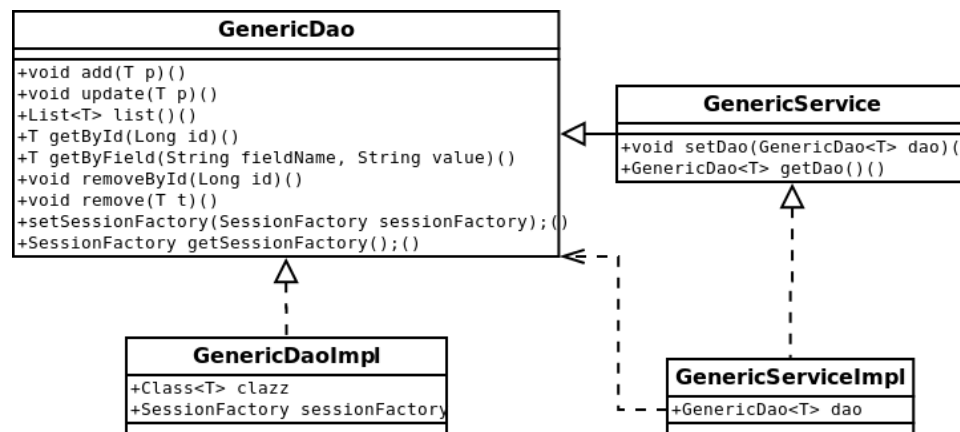 GenericDao
+void add(T p)()
+void update(T p)()
+List<T> list()()
+T getById(Long id)()
+T getByField(String fieldName, String value)()
+void removeById(Long id)()
+void remove(T t)()
+setSessionFactory(SessionFactory sessionFactory);()
+SessionFactory getSessionFactory();()
GenericService
+void setDao(GenericDao<T> dao)(
+GenericDao<T> getDao()()
GenericDaoImpl
+Class<T> clazz
+SessionFactory sessionFactory
GenericServiceImpl
+GenericDao<T> dao